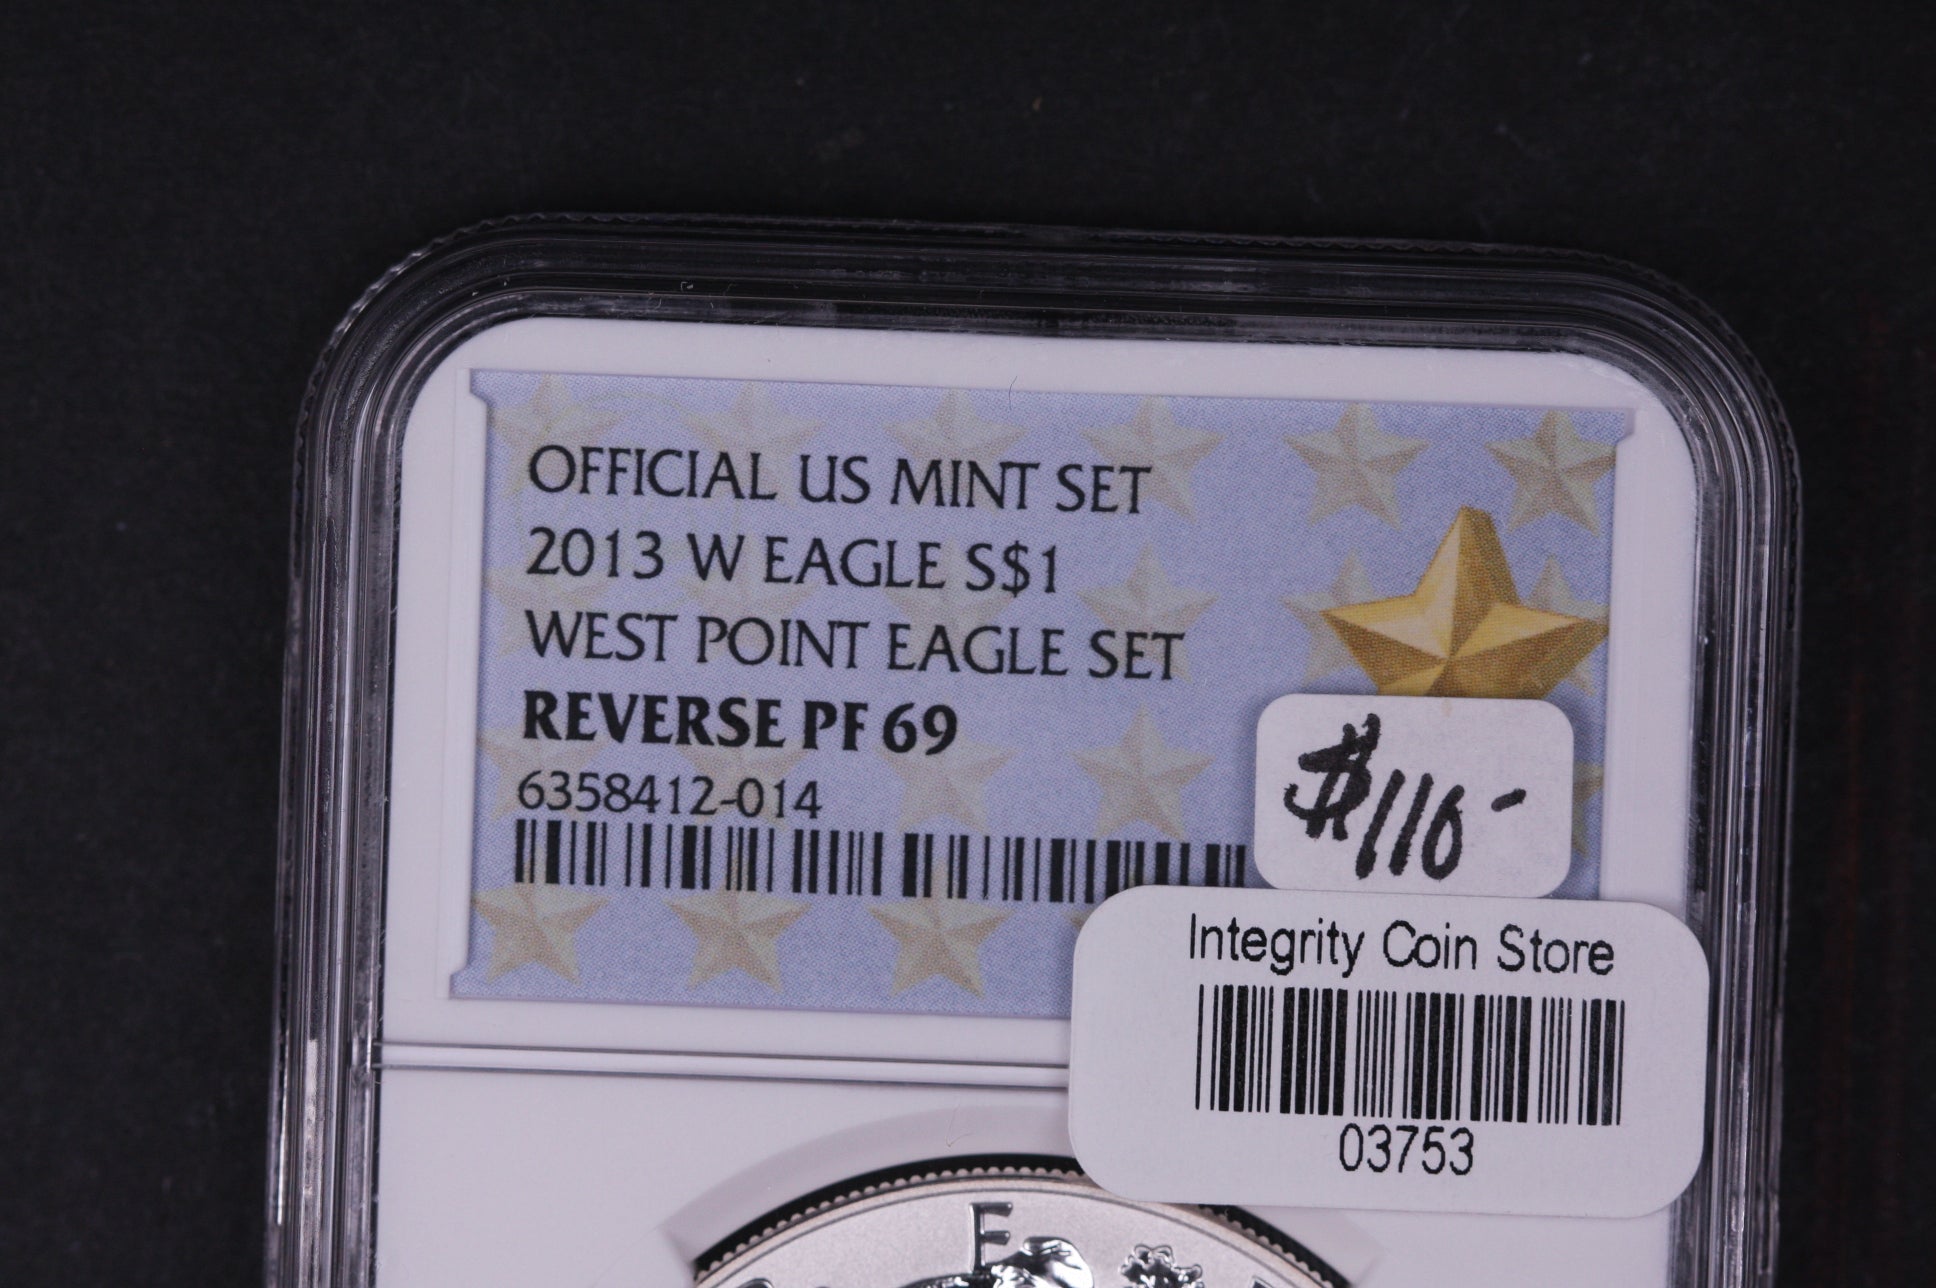 OFFICIAL US MINT SET
2013 W EAGLE S$1
WEST POINT EAGLE SET
REVERSE PF 69
6358412-014
$110-
Integrity Coin Store
03753
E